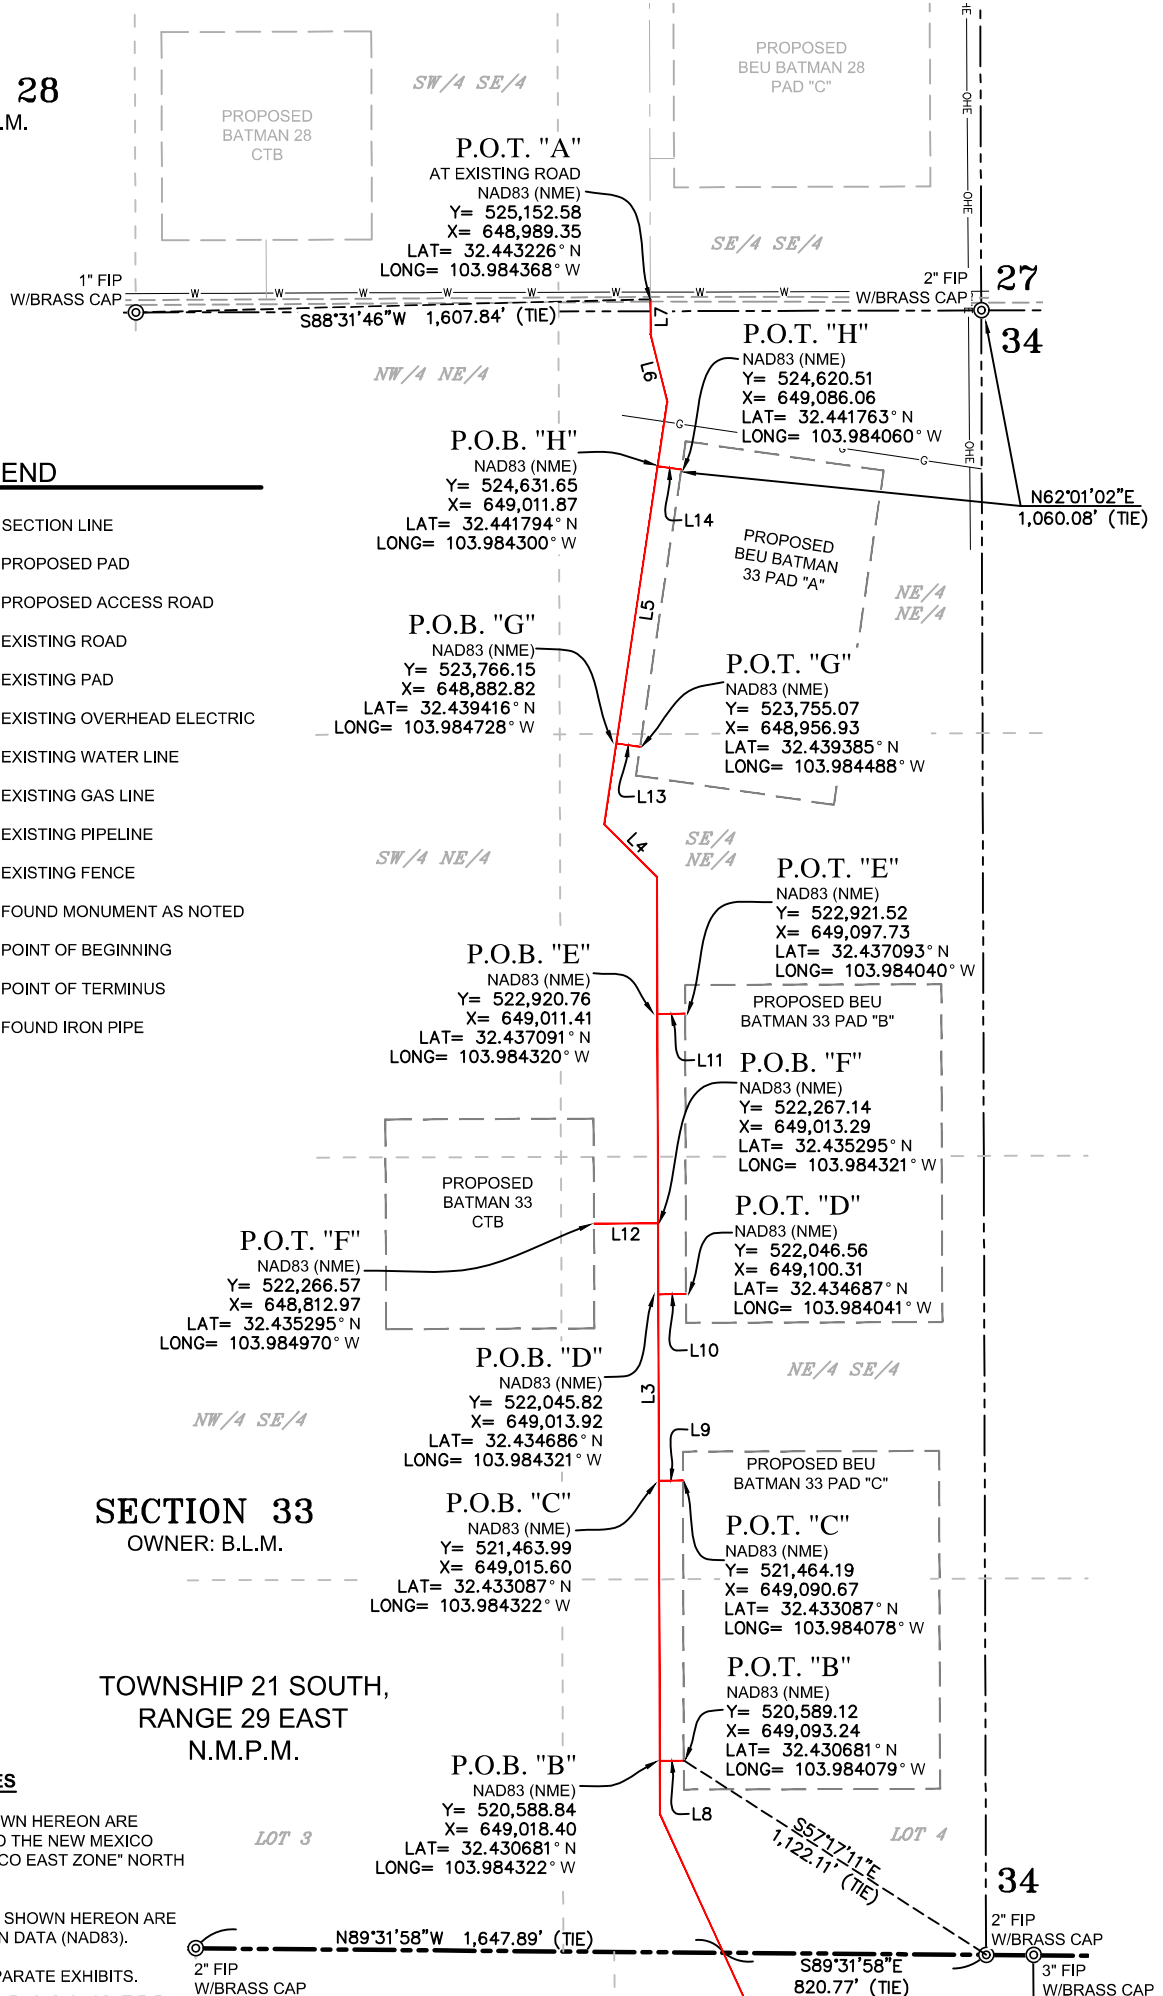 28
.M.
SW/4 SE/4
PROPOSED
BATMAN 28
CTB
PROPOSED
BEU BATMAN 28
PAD "C"
HE
OHE
OHE
P.O.T. "A"
AT EXISTING ROAD
NAD83 (NME)
Y= 525,152.58
X= 648,989.35
LAT= 32.443226° N
LONG= 103.984368° W
SE/4 SE/4
1" FIP
W/BRASS CAP
W W W W W W W W
2" FIP
W/BRASS CAP
27
34
S88°31'46"W 1,607.84' (TIE)
L7
L6
NW/4 NE/4
P.O.T. "H"
NAD83 (NME)
Y= 524,620.51
X= 649,086.06
LAT= 32.441763° N
LONG= 103.984060° W
G
G
G
OHE
P.O.B. "H"
NAD83 (NME)
Y= 524,631.65
X= 649,011.87
LAT= 32.441794° N
LONG= 103.984300° W
L14
N62°01'02"E
1,060.08' (TIE)
PROPOSED
BEU BATMAN
33 PAD "A"
NE/4
NE/4
END
SECTION LINE
PROPOSED PAD
PROPOSED ACCESS ROAD
EXISTING ROAD
EXISTING PAD
EXISTING OVERHEAD ELECTRIC
EXISTING WATER LINE
EXISTING GAS LINE
EXISTING PIPELINE
EXISTING FENCE
FOUND MONUMENT AS NOTED
POINT OF BEGINNING
POINT OF TERMINUS
FOUND IRON PIPE
L5
P.O.B. "G"
NAD83 (NME)
Y= 523,766.15
X= 648,882.82
LAT= 32.439416° N
LONG= 103.984728° W
P.O.T. "G"
NAD83 (NME)
Y= 523,755.07
X= 648,956.93
LAT= 32.439385° N
LONG= 103.984488° W
L13
L4
SW/4 NE/4
SE/4
NE/4
P.O.T. "E"
NAD83 (NME)
Y= 522,921.52
X= 649,097.73
LAT= 32.437093° N
LONG= 103.984040° W
P.O.B. "E"
NAD83 (NME)
Y= 522,920.76
X= 649,011.41
LAT= 32.437091° N
LONG= 103.984320° W
PROPOSED BEU
BATMAN 33 PAD "B"
L11
P.O.B. "F"
NAD83 (NME)
Y= 522,267.14
X= 649,013.29
LAT= 32.435295° N
LONG= 103.984321° W
PROPOSED
BATMAN 33
CTB
L12
P.O.T. "F"
NAD83 (NME)
Y= 522,266.57
X= 648,812.97
LAT= 32.435295° N
LONG= 103.984970° W
P.O.T. "D"
NAD83 (NME)
Y= 522,046.56
X= 649,100.31
LAT= 32.434687° N
LONG= 103.984041° W
L10
P.O.B. "D"
NAD83 (NME)
Y= 522,045.82
X= 649,013.92
LAT= 32.434686° N
LONG= 103.984321° W
L3
NE/4 SE/4
NW/4 SE/4
L9
PROPOSED BEU
BATMAN 33 PAD "C"
SECTION 33
OWNER: B.L.M.
P.O.B. "C"
NAD83 (NME)
Y= 521,463.99
X= 649,015.60
LAT= 32.433087° N
LONG= 103.984322° W
P.O.T. "C"
NAD83 (NME)
Y= 521,464.19
X= 649,090.67
LAT= 32.433087° N
LONG= 103.984078° W
TOWNSHIP 21 SOUTH,
RANGE 29 EAST
N.M.P.M.
P.O.T. "B"
NAD83 (NME)
Y= 520,589.12
X= 649,093.24
LAT= 32.430681° N
LONG= 103.984079° W
P.O.B. "B"
NAD83 (NME)
Y= 520,588.84
X= 649,018.40
LAT= 32.430681° N
LONG= 103.984322° W
L8
S57°17'11"E
1,122.11' (TIE)
LOT 3
LOT 4
ES
WN HEREON ARE
O THE NEW MEXICO
CO EAST ZONE" NORTH
SHOWN HEREON ARE
N DATA (NAD83).
PARATE EXHIBITS.
34
2" FIP
W/BRASS CAP
N89°31'58"W 1,647.89' (TIE)
2" FIP
W/BRASS CAP
S89°31'58"E
820.77' (TIE)
3" FIP
W/BRASS CAP